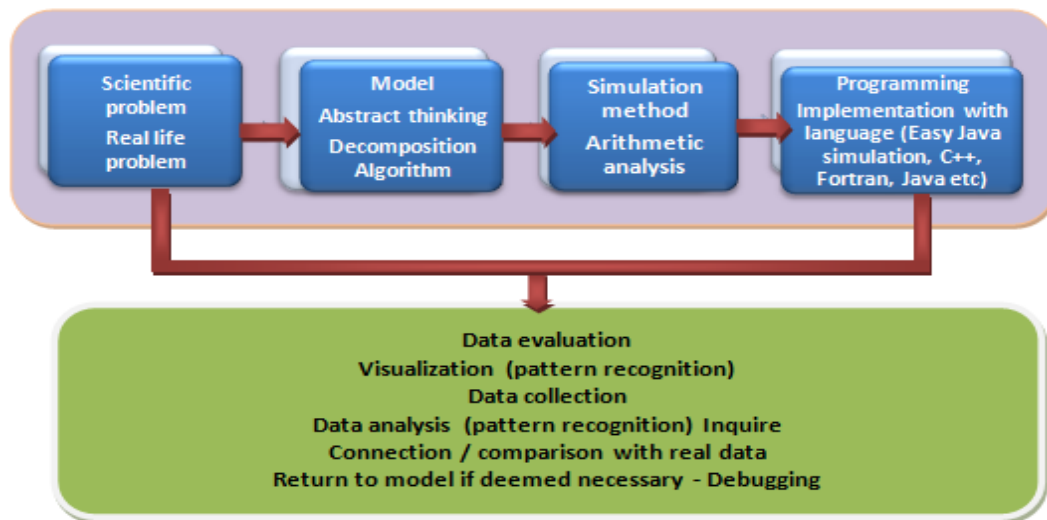 Scientific
problem
Real life
problem
Model
Abstract thinking
Decomposition
Algorithm
Simulation
method
Arithmetic
analysis
Programming
Implementation with
language (Easy Java
simulation, C++,
Fortran, Java etc)
Data evaluation
Visualization (pattern recognition)
Data collection
Data analysis (pattern recognition) Inquire
Connection / comparison with real data
Return to model if deemed necessary - Debugging